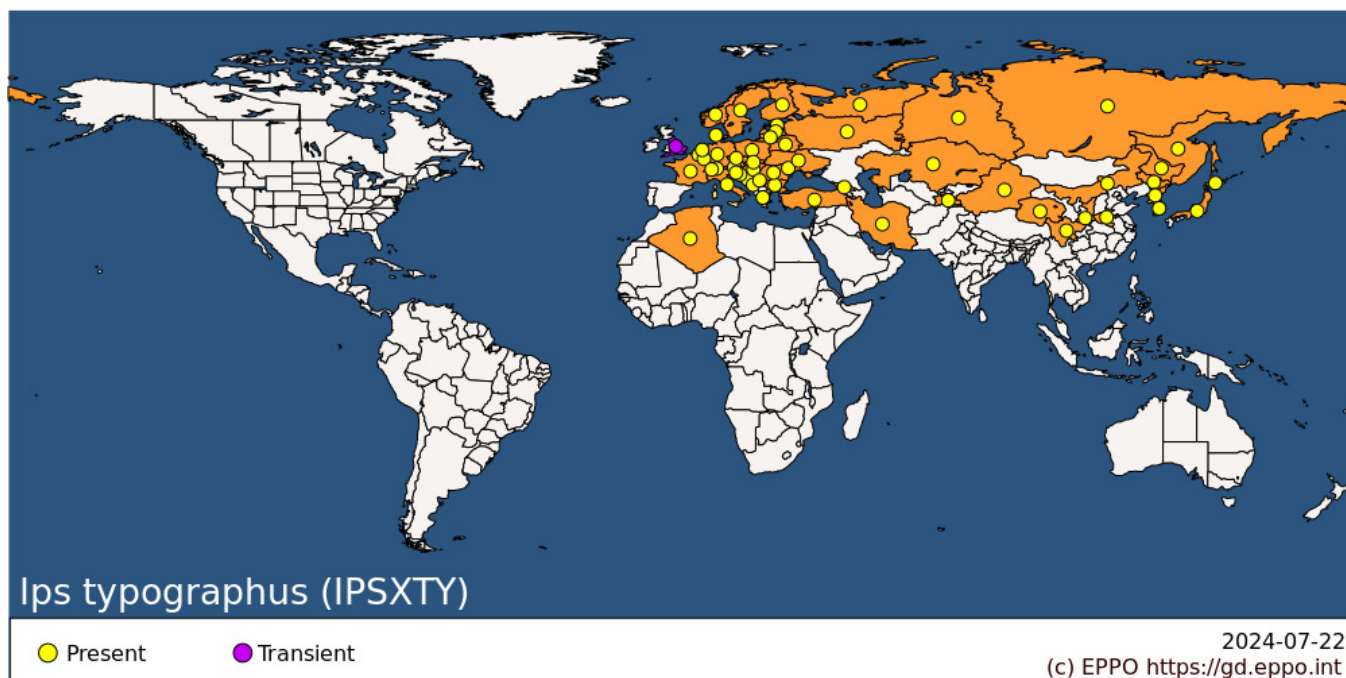 Ips typographus (IPSXTY)
Present
Transient
2024-07-22
(c) EPPO https://gd.eppo.int